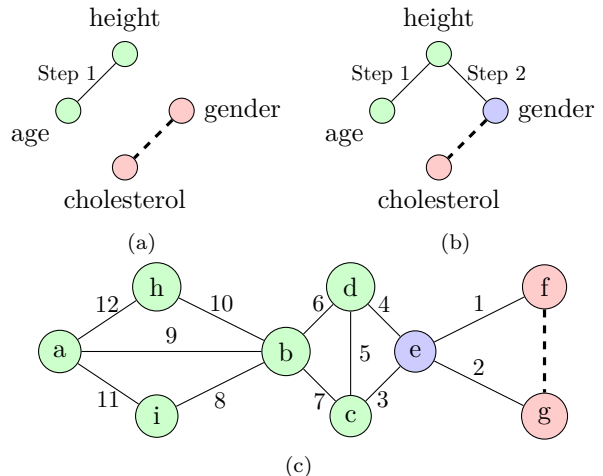 height
Step 1
gender
age
cholesterol
(a)
height
Step 1 Step 2
gender
age
cholesterol
(b)
h d f
12 10 6 4 1
a 9 b 5 e
11 8 7 3 2
i c g
(c)